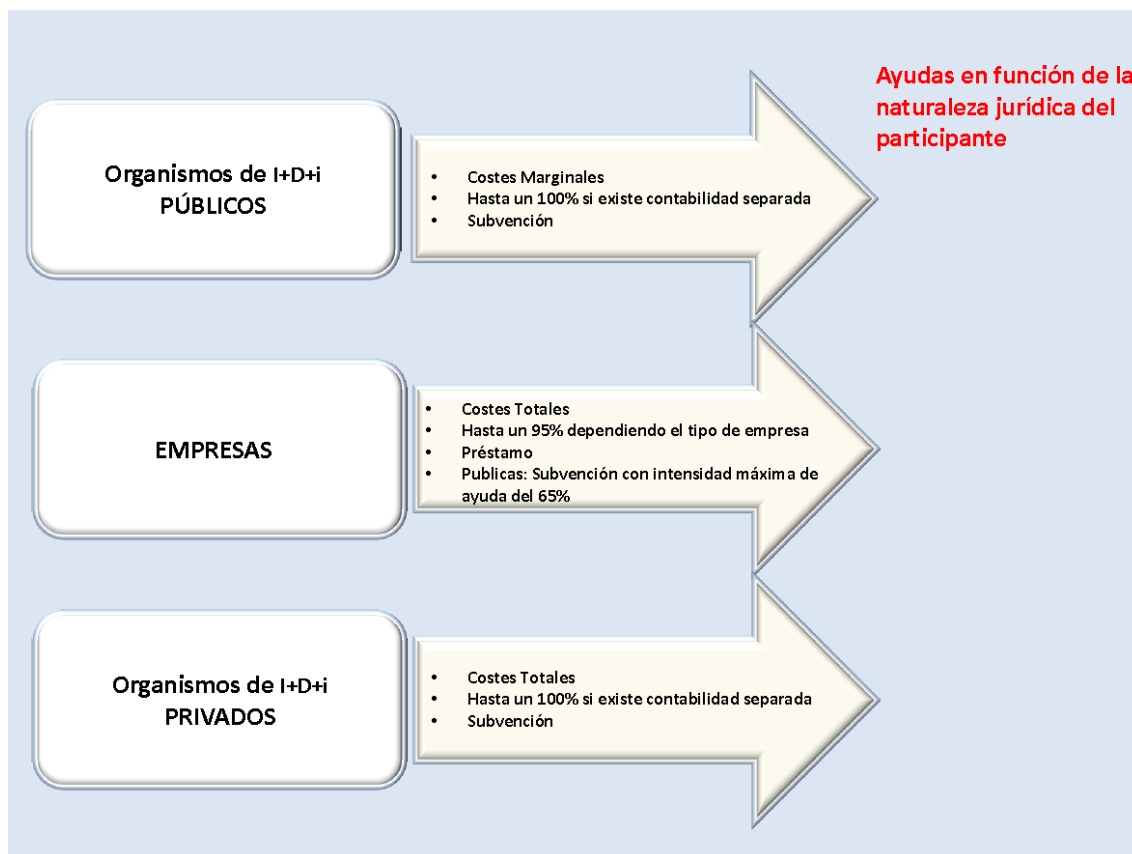 Ayudas en función de la
naturaleza jurídica del
participante
Organismos de I+D+i
PÚBLICOS
• Costes Marginales
• Hasta un 100% si existe contabilidad separada
• Subvención
EMPRESAS
• Costes Totales
• Hasta un 95% dependiendo el tipo de empresa
• Préstamo
• Publicas: Subvención con intensidad máxima de
ayuda del 65%
Organismos de I+D+i
PRIVADOS
• Costes Totales
• Hasta un 100% si existe contabilidad separada
• Subvención